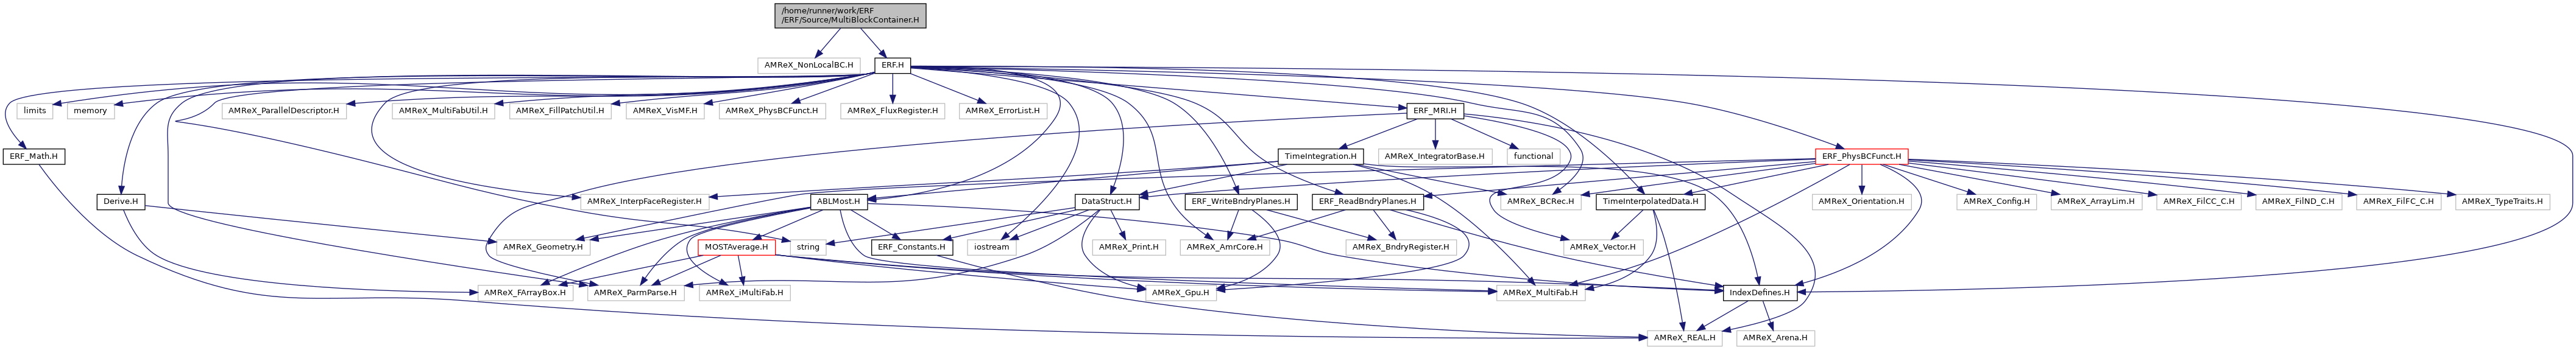 /home/runner/work/ERF
/ERF/Source/MultiBlockContainer.H
AMReX_NonLocalBC.H
ERF.H
limits
memory
AMReX_ParallelDescriptor.H
AMReX_MultiFabUtil.H
AMReX_FillPatchUtil.H
AMReX_VisMF.H
AMReX_PhysBCFunct.H
AMReX_FluxRegister.H
AMReX_ErrorList.H
ERF_MRI.H
ERF_Math.H
TimeIntegration.H
AMReX_IntegratorBase.H
functional
ERF_PhysBCFunct.H
Derive.H
AMReX_InterpFaceRegister.H
ABLMost.H
DataStruct.H
ERF_WriteBndryPlanes.H
ERF_ReadBndryPlanes.H
AMReX_BCRec.H
TimeInterpolatedData.H
AMReX_Orientation.H
AMReX_Config.H
AMReX_ArrayLim.H
AMReX_FilCC_C.H
AMReX_FilND_C.H
AMReX_FilFC_C.H
AMReX_TypeTraits.H
AMReX_Geometry.H
MOSTAverage.H
string
ERF_Constants.H
iostream
AMReX_Print.H
AMReX_AmrCore.H
AMReX_BndryRegister.H
AMReX_Vector.H
AMReX_FArrayBox.H
AMReX_ParmParse.H
AMReX_iMultiFab.H
AMReX_Gpu.H
AMReX_MultiFab.H
IndexDefines.H
AMReX_REAL.H
AMReX_Arena.H